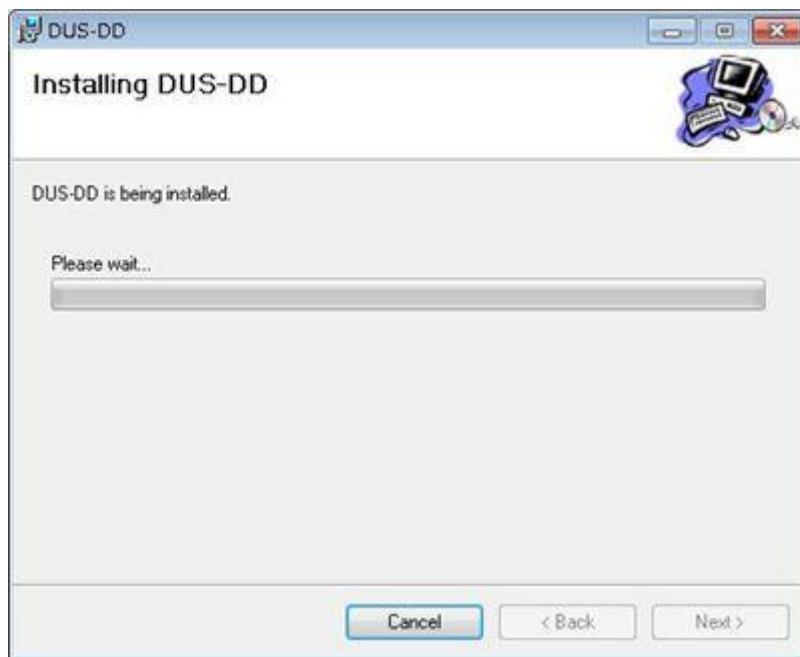 DUS-DD
Installing DUS-DD
DUS-DD is being installed.
Please wait...
Cancel
< Back
Next >